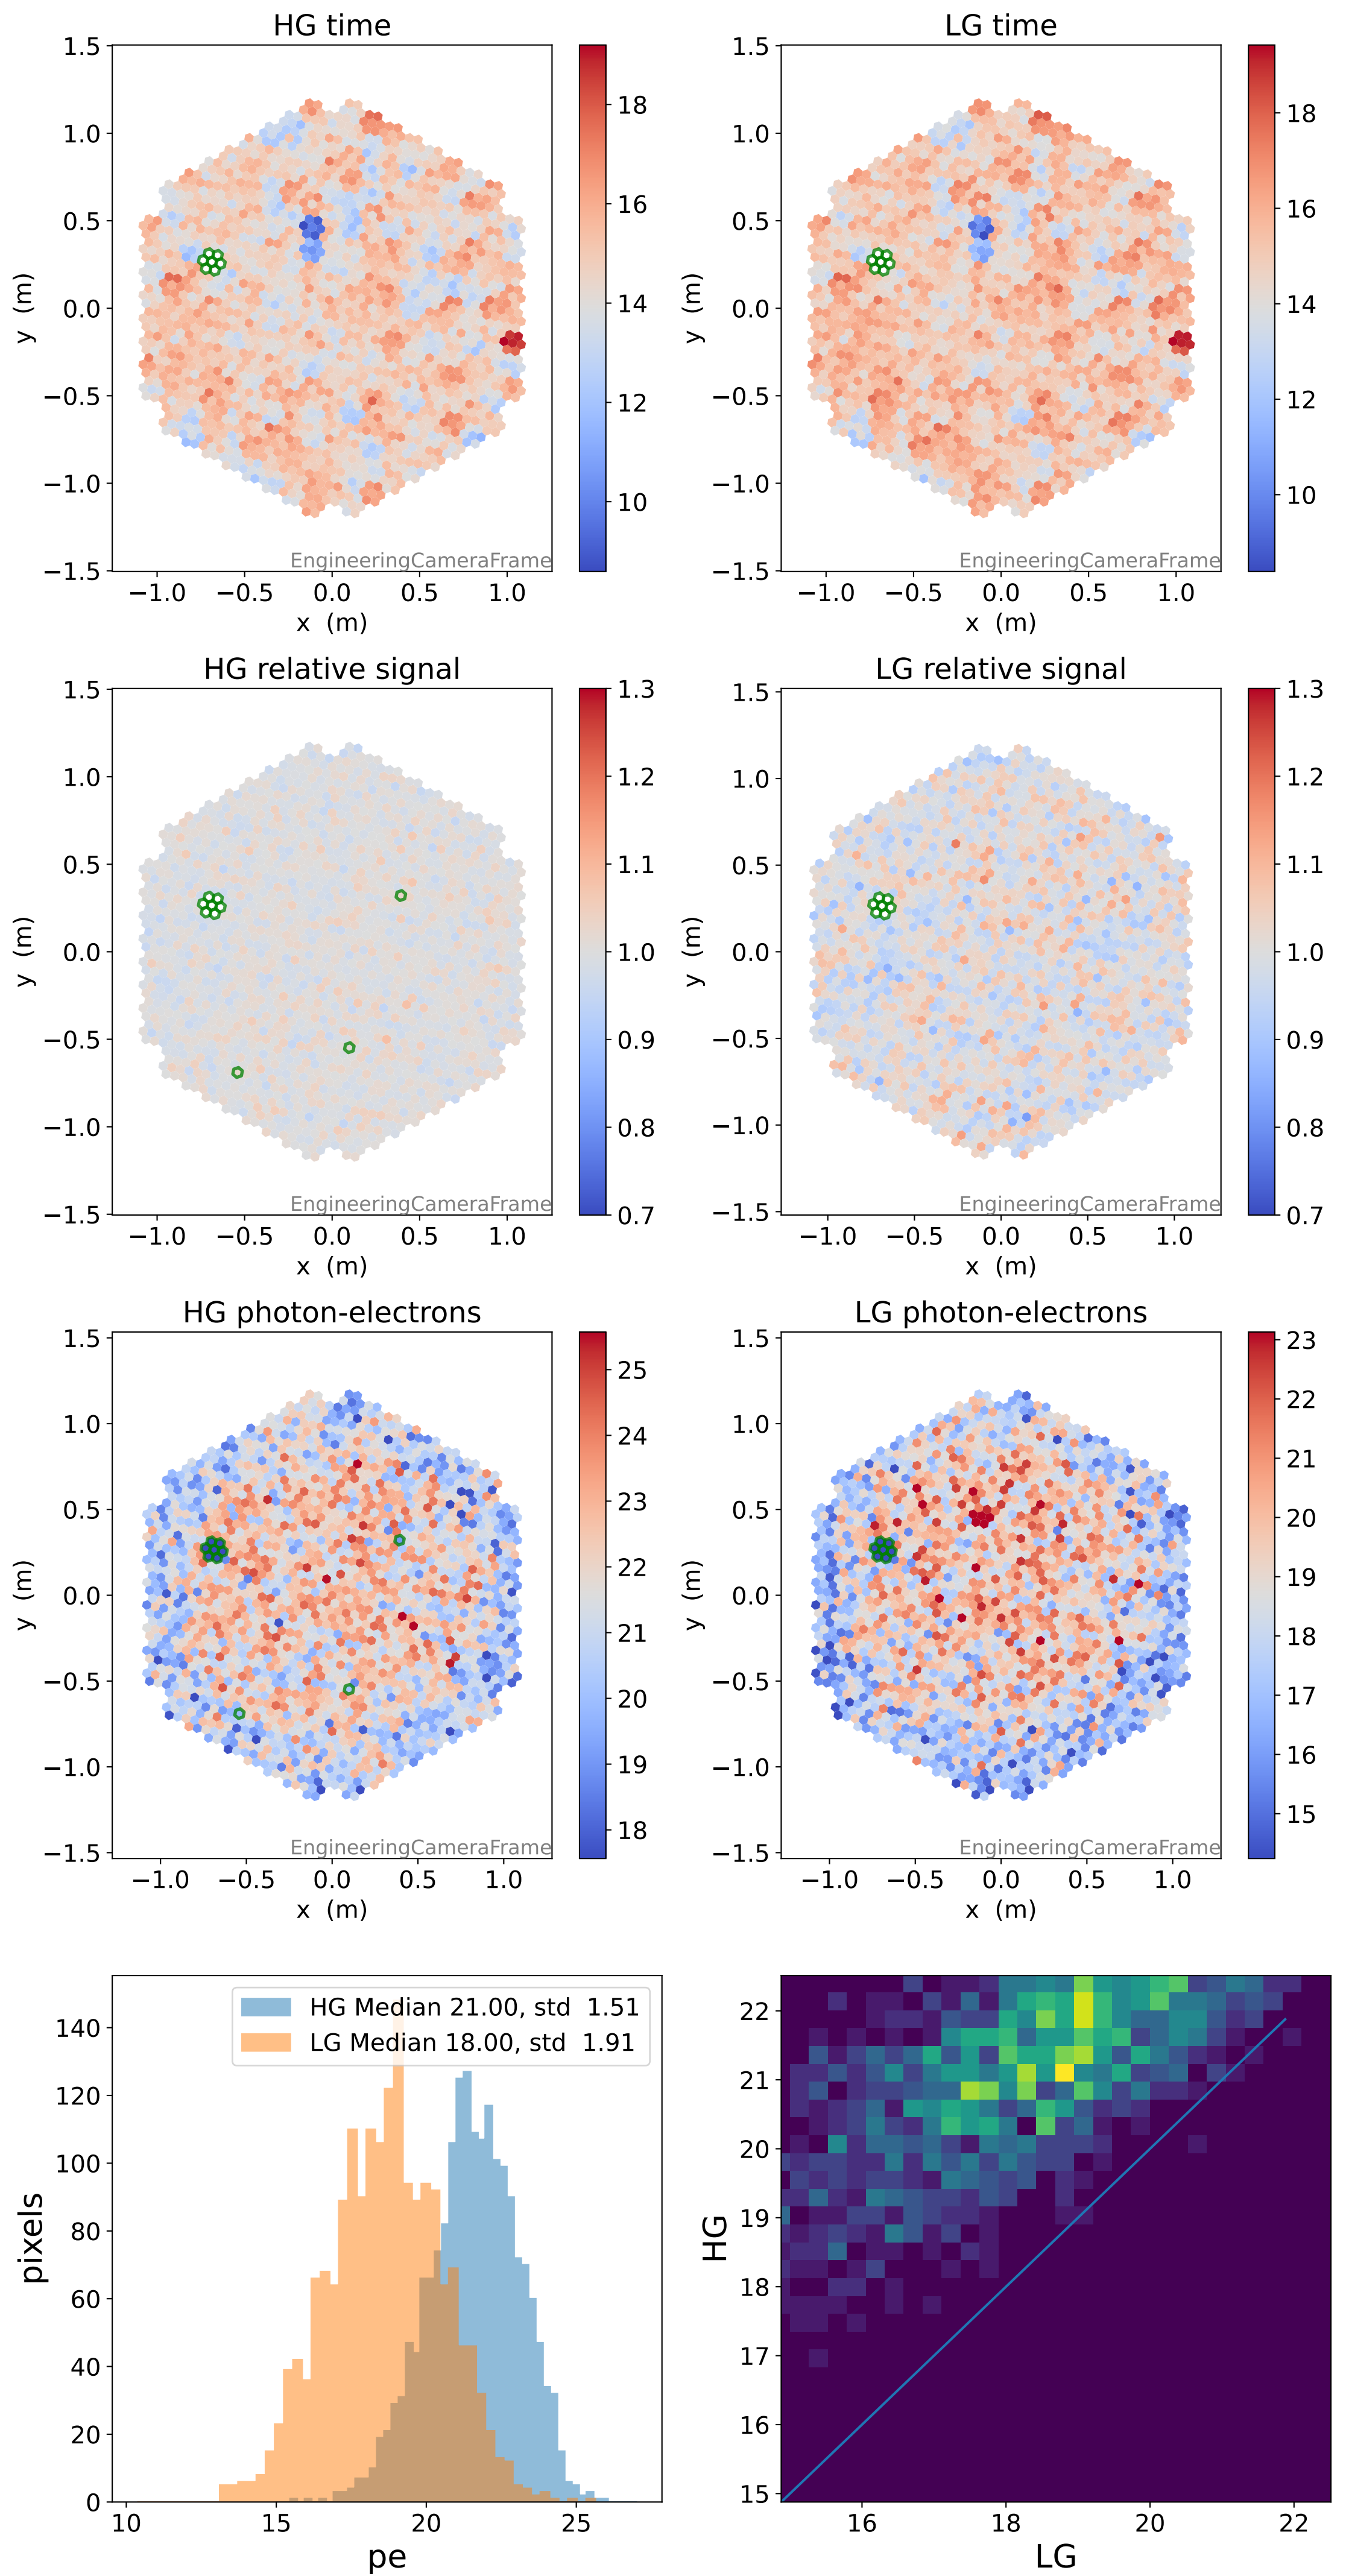 HG time
LG time
1.5
1.0
0.5
0.0
−0.5
−1.0
−1.5
y (m)
−1.0 −0.5 0.0 0.5 1.0
x (m)
EngineeringCameraFrame
18
16
14
12
10
1.5
1.0
0.5
0.0
−0.5
−1.0
−1.5
y (m)
−1.0 −0.5 0.0 0.5 1.0
x (m)
EngineeringCameraFrame
18
16
14
12
10
HG relative signal
LG relative signal
1.5
1.0
0.5
0.0
−0.5
−1.0
−1.5
y (m)
−1.0 −0.5 0.0 0.5 1.0
x (m)
EngineeringCameraFrame
1.3
1.2
1.1
1.0
0.9
0.8
0.7
1.5
1.0
0.5
0.0
−0.5
−1.0
−1.5
y (m)
−1.0 −0.5 0.0 0.5 1.0
x (m)
EngineeringCameraFrame
1.3
1.2
1.1
1.0
0.9
0.8
0.7
HG photon-electrons
LG photon-electrons
1.5
1.0
0.5
0.0
−0.5
−1.0
−1.5
y (m)
−1.0 −0.5 0.0 0.5 1.0
x (m)
EngineeringCameraFrame
25
24
23
22
21
20
19
18
1.5
1.0
0.5
0.0
−0.5
−1.0
−1.5
y (m)
−1.0 −0.5 0.0 0.5 1.0
x (m)
EngineeringCameraFrame
23
22
21
20
19
18
17
16
15
HG Median 21.00, std 1.51
LG Median 18.00, std 1.91
140
120
100
80
60
40
20
0
pixels
10 15 20 25
pe
22
21
20
19
18
17
16
15
HG
16 18 20 22
LG